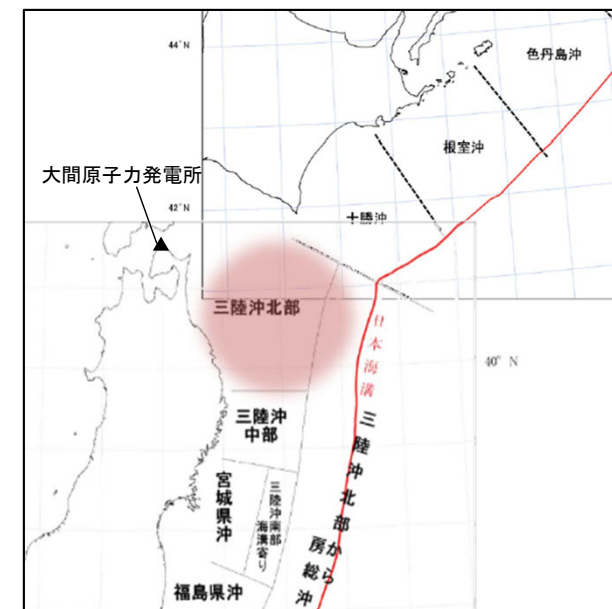 44°N
色丹島沖
根室沖
大間原子力発電所
42°N
十勝沖
三陸沖北部
日本海溝
40° N
三陸沖
中部
三陸沖北部から
房総沖
宮城県沖
三陸沖南部
海溝寄り
福島県沖